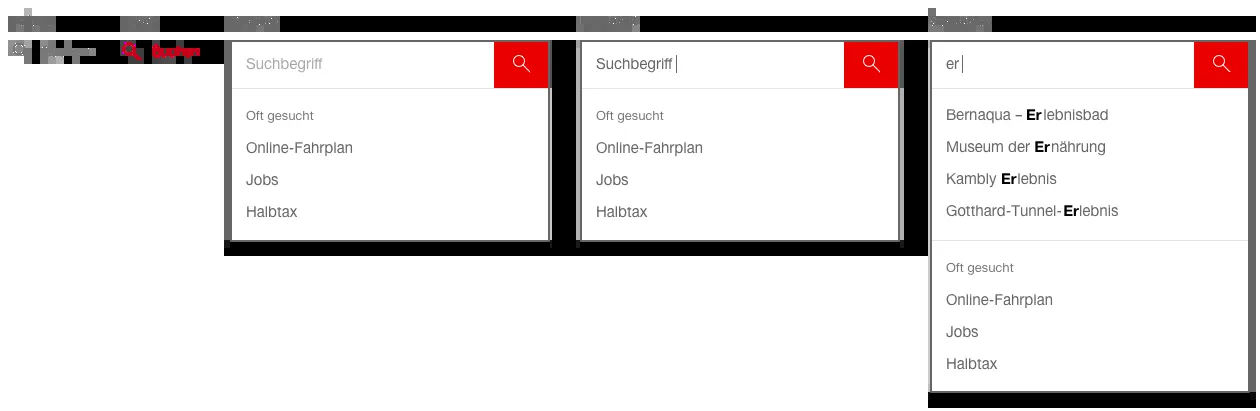 Suchen
Suchbegriff
Oft gesucht
Online-Fahrplan
Jobs
Halbtax
Suchbegriff
Oft gesucht
Online-Fahrplan
Jobs
Halbtax
er
Bernaqua – Erlebnisbad
Museum der Ernährung
Kambly Erlebnis
Gotthard-Tunnel-Erlebnis
Oft gesucht
Online-Fahrplan
Jobs
Halbtax